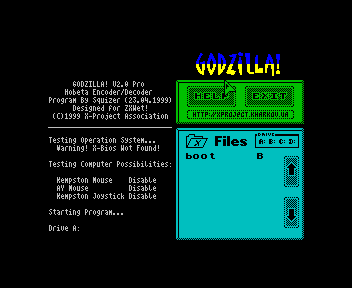 GODZILLA! V2.0 Pro
Hobeta Encoder/Decoder
Program By Squizer (23.04.1999)
Designed for ZXNet!
(C)1999 X-Project Association
Testing Operation System...
Warning! X-Bios Not Found!
Testing Computer Possibilities:
Kempston Mouse Disable
AY Mouse Disable
Kempston Joystick Disable
Starting Program...
Drive A:
GODZILLA!
HELP EXIT
HTTP://XPROJECT.KHARKOV.UA
Files
DRIVE
A: B: C: D:
boot B